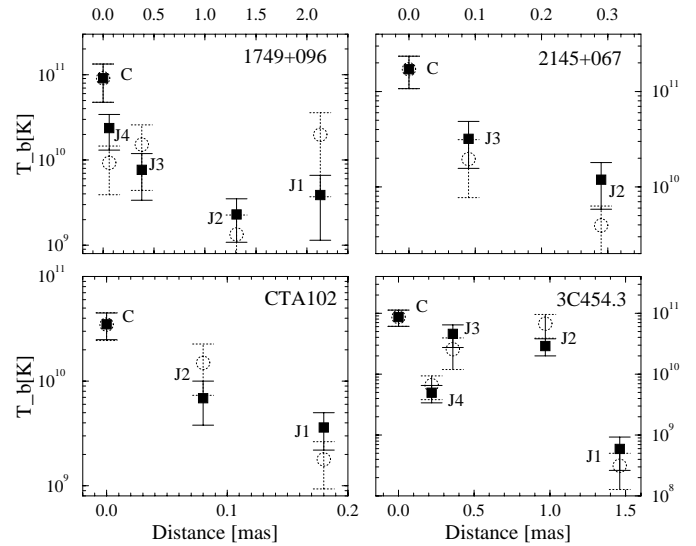 0.0 0.5 1.0 1.5 2.0
0.0 0.1 0.2 0.3
1749+096
2145+067
C
J4
J3
J2
J1
C
J3
J2
T_b[K]
10^11
10^10
10^9
10^11
10^10
CTA102
3C454.3
C
J2
J1
C
J3
J4
J2
J1
T_b[K]
10^11
10^10
10^9
10^11
10^10
10^9
10^8
0.0 0.1 0.2
0.0 0.5 1.0 1.5
Distance [mas]
Distance [mas]